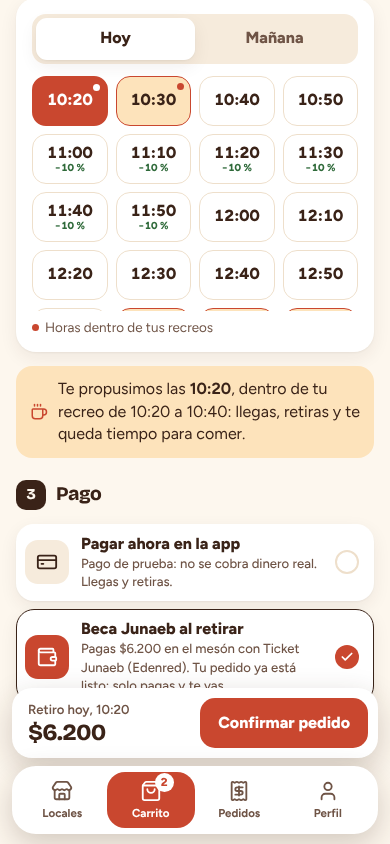 Hoy Mañana
10:20 10:30 10:40 10:50
11:00 11:10 11:20 11:30
-10 % -10 % -10 % -10 %
11:40 11:50 12:00 12:10
-10 % -10 %
12:20 12:30 12:40 12:50
Horas dentro de tus recreos
Te propusimos las 10:20, dentro de tu
recreo de 10:20 a 10:40: llegas, retiras y te
queda tiempo para comer.
3 Pago
Pagar ahora en la app
Pago de prueba: no se cobra dinero real.
Llegas y retiras.
Beca Junaeb al retirar
Pagas $6.200 en el mesón con Ticket
Junaeb (Edenred). Tu pedido ya está
listo: solo pagas y te vas.
Retiro hoy, 10:20
$6.200
Confirmar pedido
2
Locales Carrito Pedidos Perfil